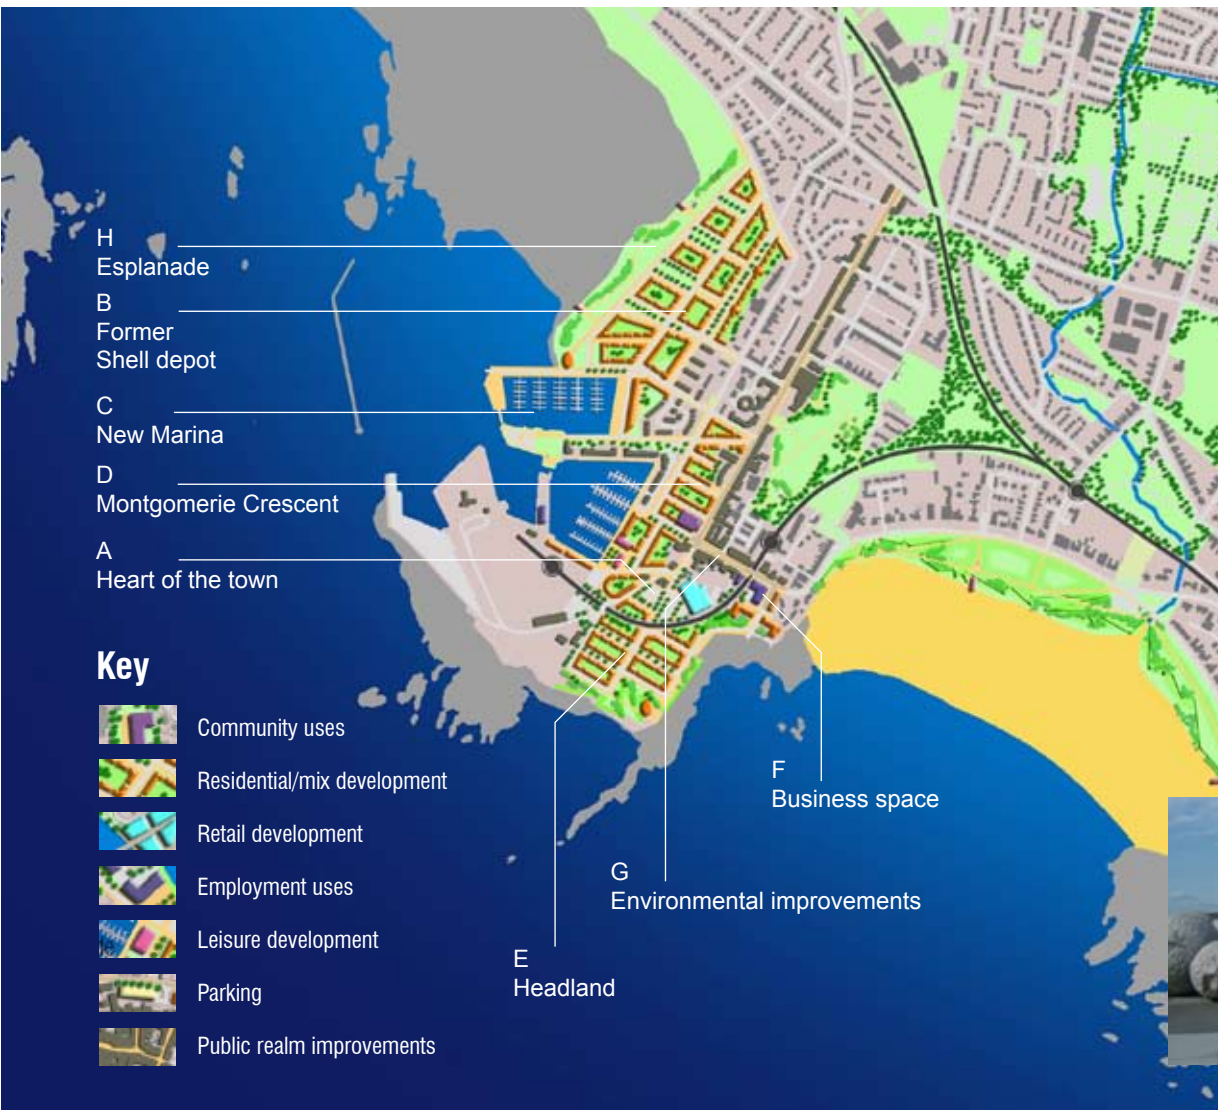 H
Esplanade
B
Former
Shell depot
C
New Marina
D
Montgomerie Crescent
A
Heart of the town
Key
Community uses
Residential/mix development
Retail development
Employment uses
Leisure development
Parking
Public realm improvements
F
Business space
G
Environmental improvements
E
Headland